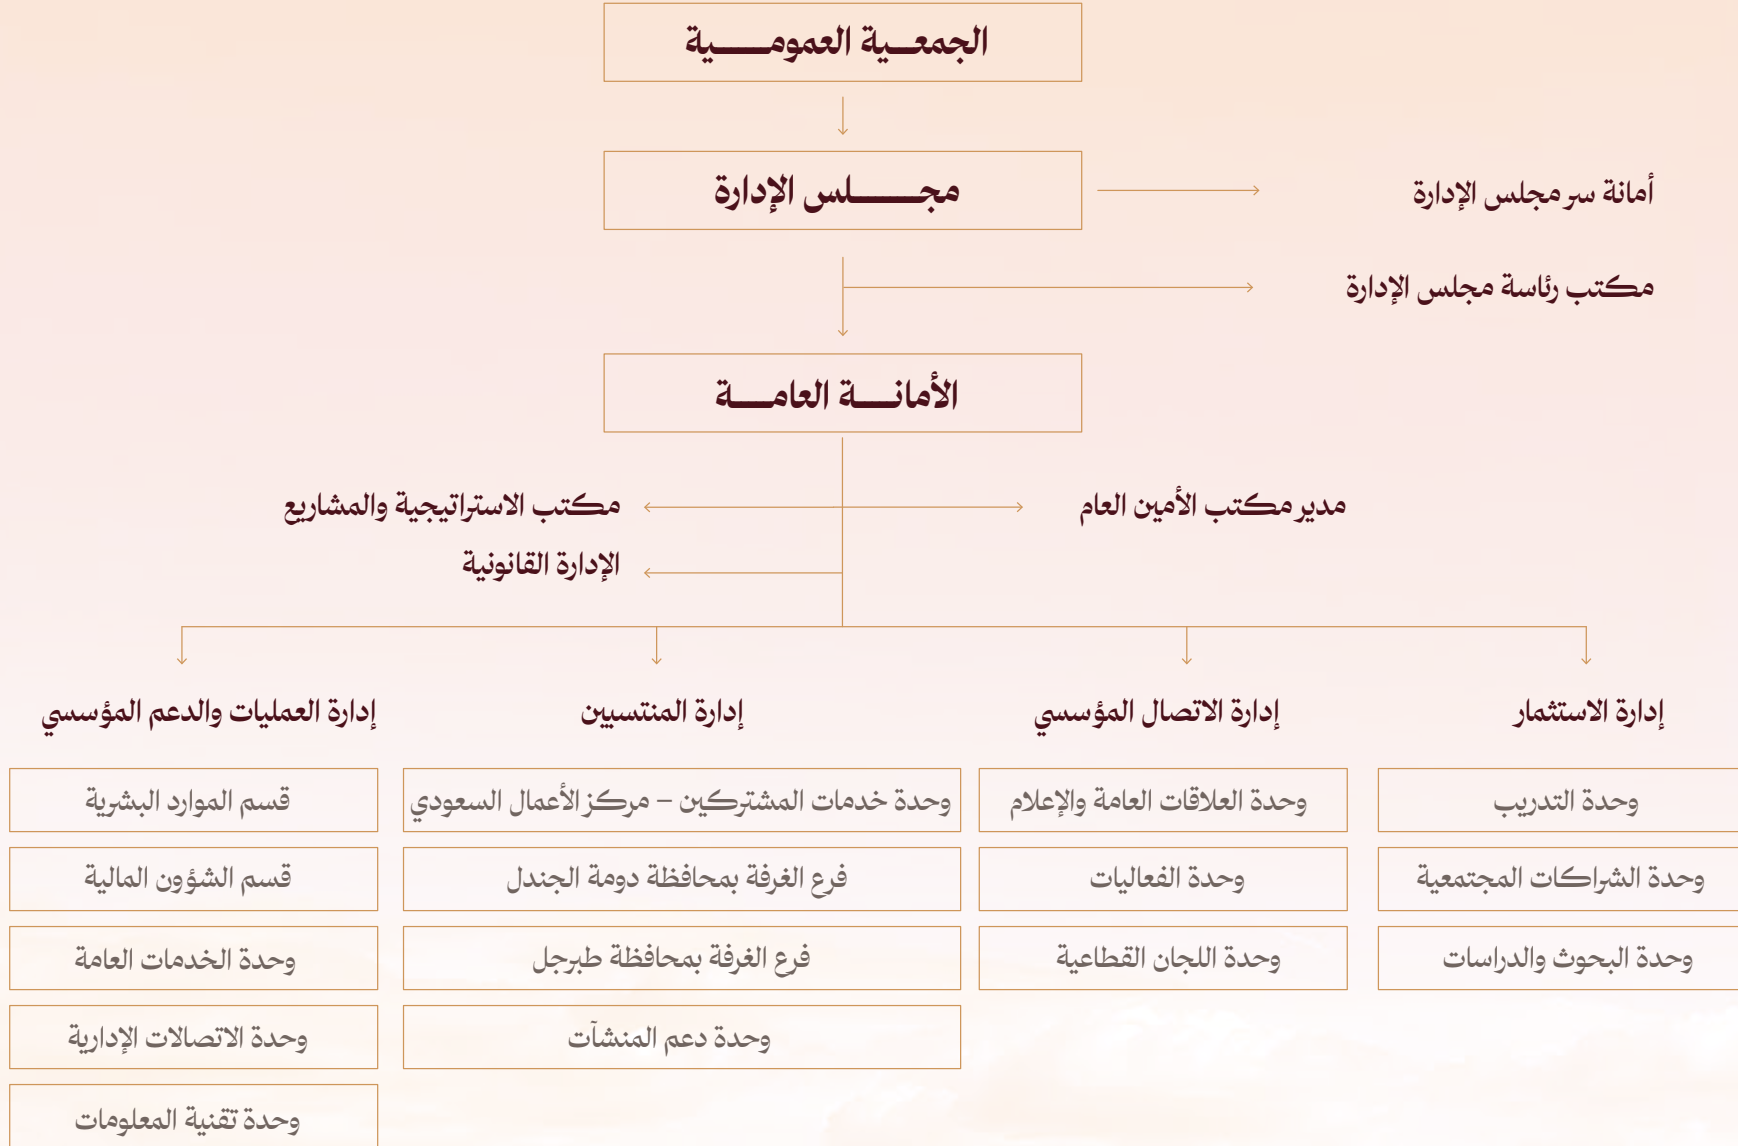 الجمعية العمومية
مجلس الإدارة
أمانة سر مجلس الإدارة
مكتب رئاسة مجلس الإدارة
الأمانة العامة
مدير مكتب الأمين العام
مكتب الاستراتيجية والمشاريع
الإدارة القانونية
إدارة الاستثمار
وحدة التدريب
وحدة الشراكات المجتمعية
وحدة البحوث والدراسات
إدارة الاتصال المؤسسي
وحدة العلاقات العامة والإعلام
وحدة الفعاليات
وحدة اللجان القطاعية
إدارة المنتسبين
وحدة خدمات المشتركين – مركز الأعمال السعودي
فرع الغرفة بمحافظة دومة الجندل
فرع الغرفة بمحافظة طبرجل
وحدة دعم المنشآت
إدارة العمليات والدعم المؤسسي
قسم الموارد البشرية
قسم الشؤون المالية
وحدة الخدمات العامة
وحدة الاتصالات الإدارية
وحدة تقنية المعلومات